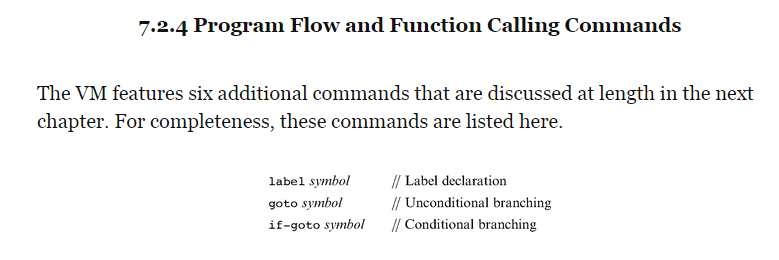 7.2.4 Program Flow and Function Calling Commands
The VM features six additional commands that are discussed at length in the next
chapter. For completeness, these commands are listed here.
label symbol // Label declaration
goto symbol // Unconditional branching
if-goto symbol // Conditional branching